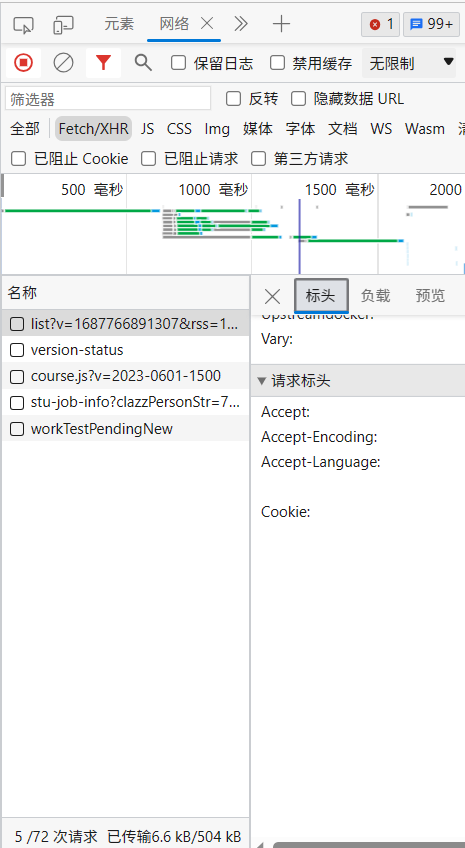 元素 网络
1 99+
保留日志 禁用缓存 无限制
筛选器 反转 隐藏数据 URL
全部 Fetch/XHR JS CSS Img 媒体 字体 文档 WS Wasm
已阻止 Cookie 已阻止请求 第三方请求
500 毫秒 1000 毫秒 1500 毫秒 2000
名称 标头 负载 预览
list?v=1687766891307&rss=1...
version-status
course.js?v=2023-0601-1500
stu-job-info?clazzPersonStr=7...
workTestPendingNew
Upstreamdocker:
Vary:
请求标头
Accept:
Accept-Encoding:
Accept-Language:
Cookie:
5 /72 次请求 已传输6.6 kB/504 kB